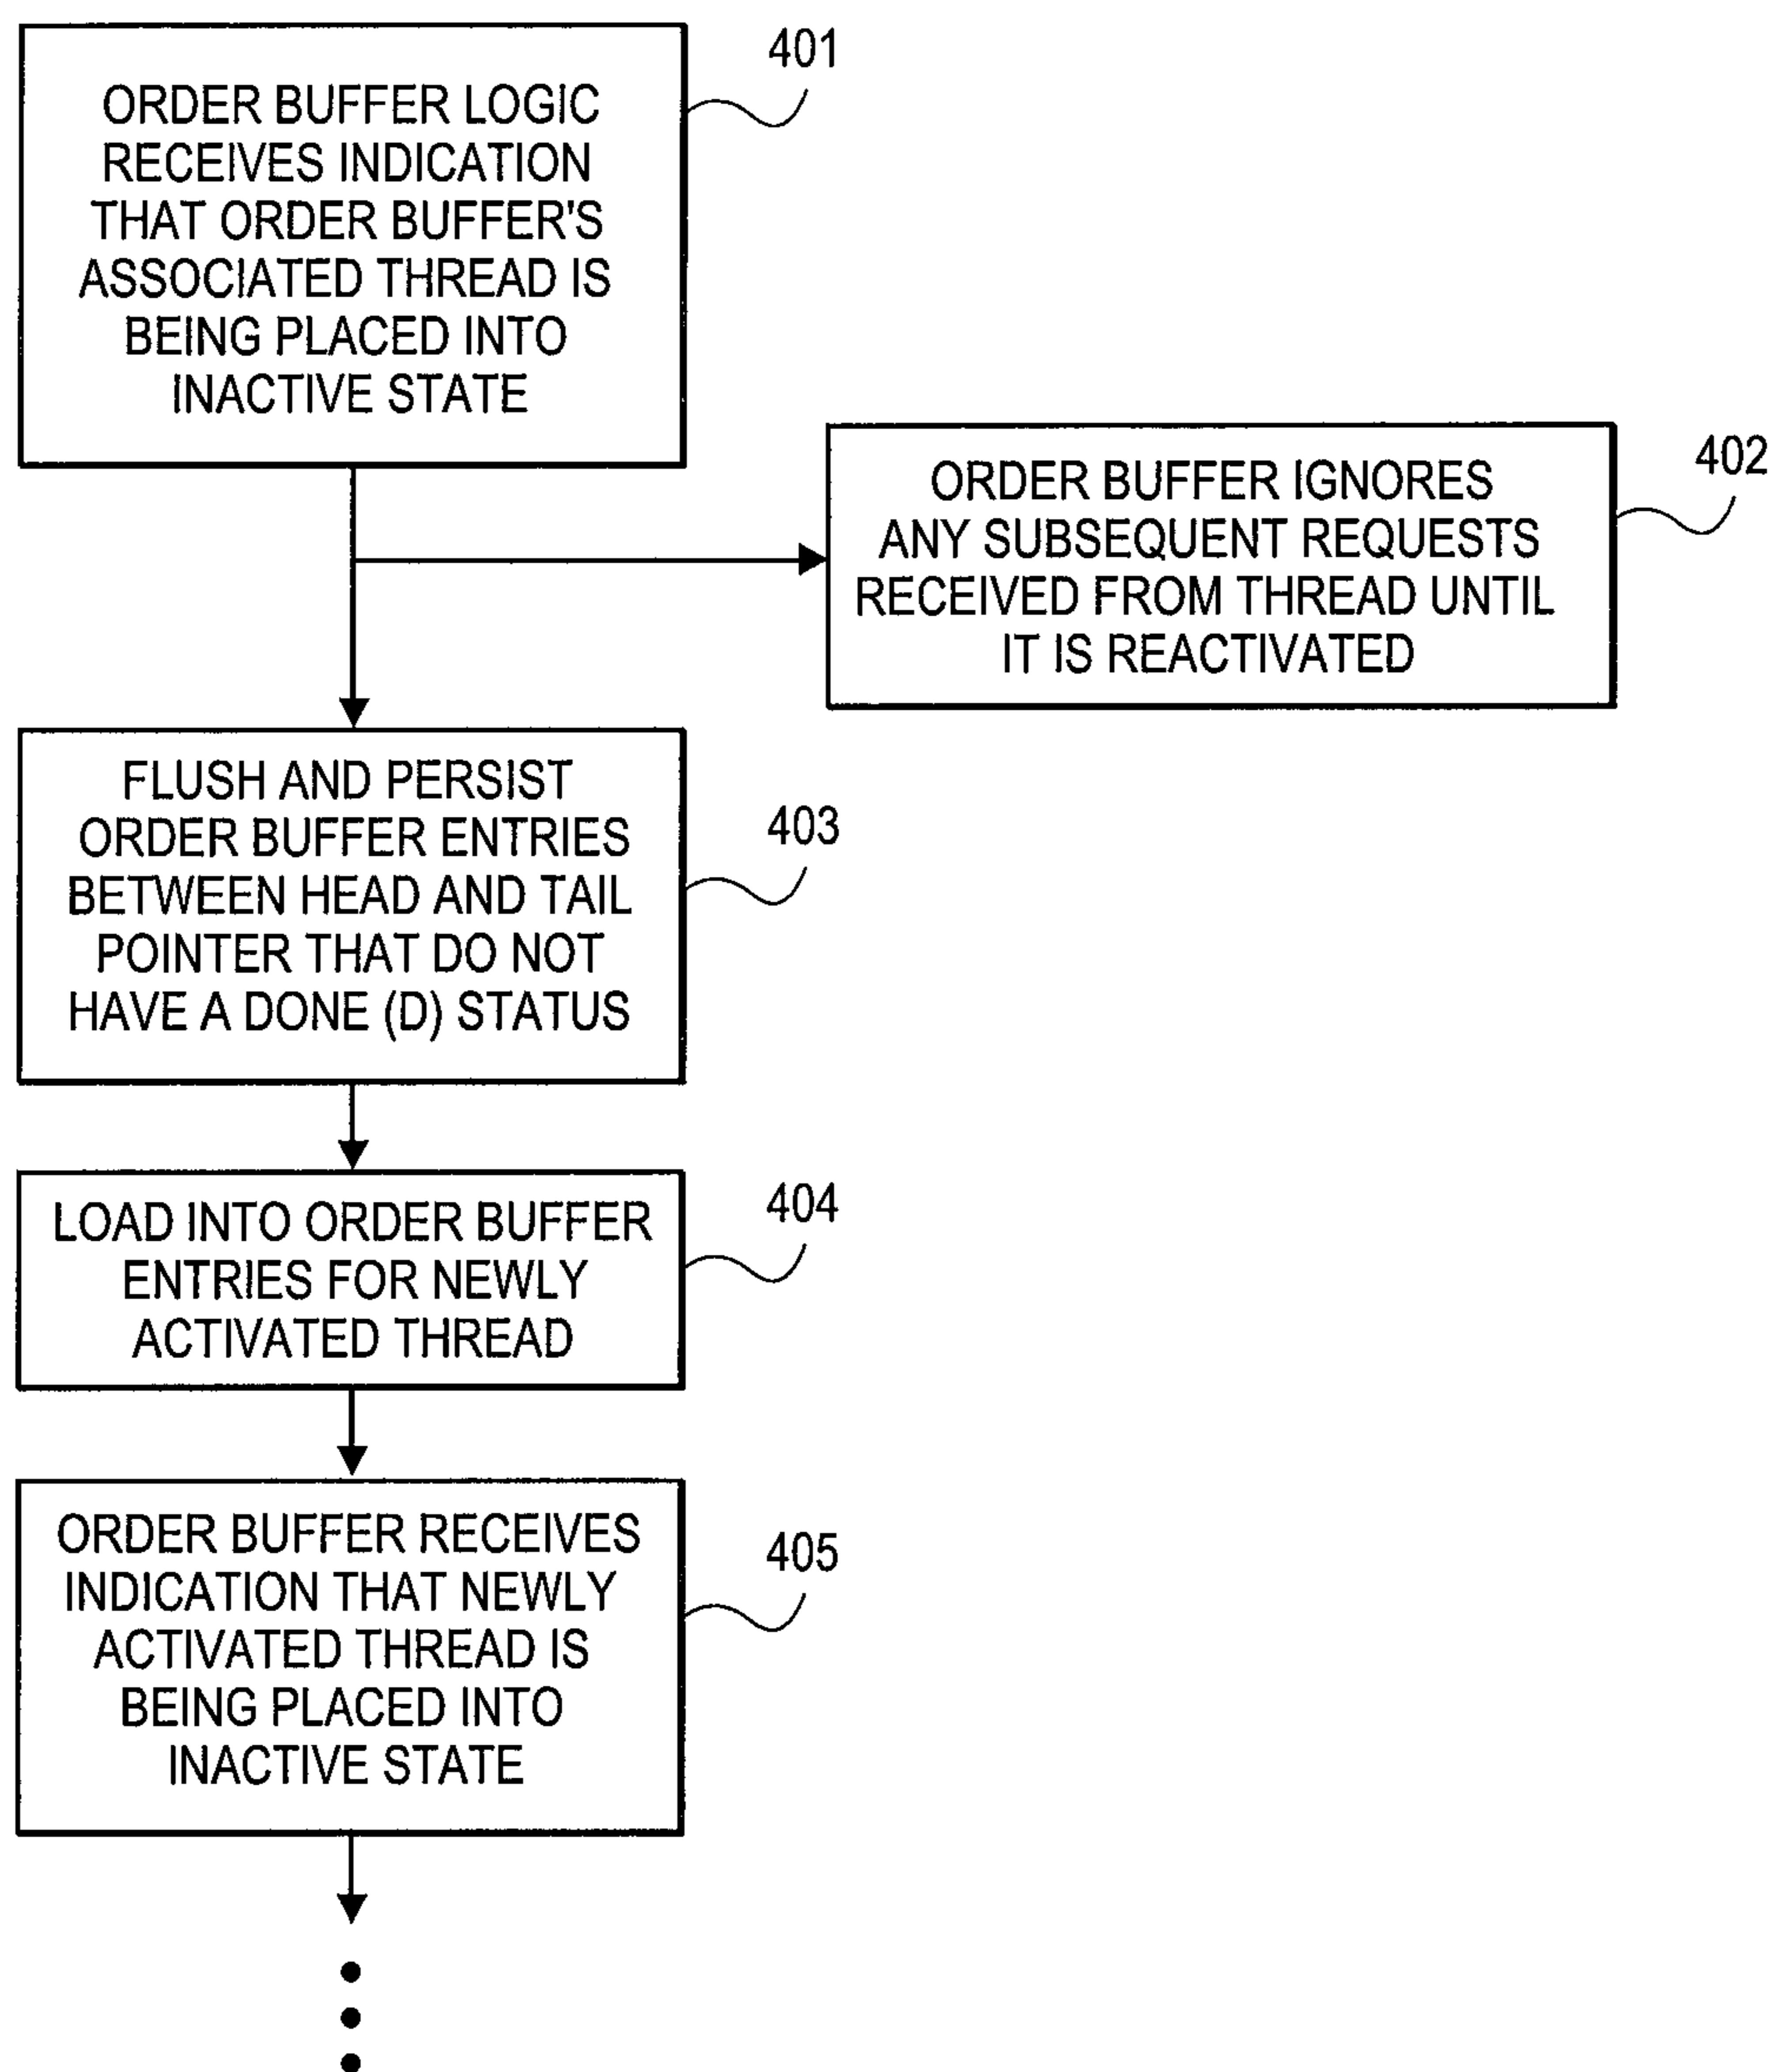 401
ORDER BUFFER LOGIC
RECEIVES INDICATION
THAT ORDER BUFFER'S
ASSOCIATED THREAD IS
BEING PLACED INTO
INACTIVE STATE
402
ORDER BUFFER IGNORES
ANY SUBSEQUENT REQUESTS
RECEIVED FROM THREAD UNTIL
IT IS REACTIVATED
403
FLUSH AND PERSIST
ORDER BUFFER ENTRIES
BETWEEN HEAD AND TAIL
POINTER THAT DO NOT
HAVE A DONE (D) STATUS
404
LOAD INTO ORDER BUFFER
ENTRIES FOR NEWLY
ACTIVATED THREAD
405
ORDER BUFFER RECEIVES
INDICATION THAT NEWLY
ACTIVATED THREAD IS
BEING PLACED INTO
INACTIVE STATE